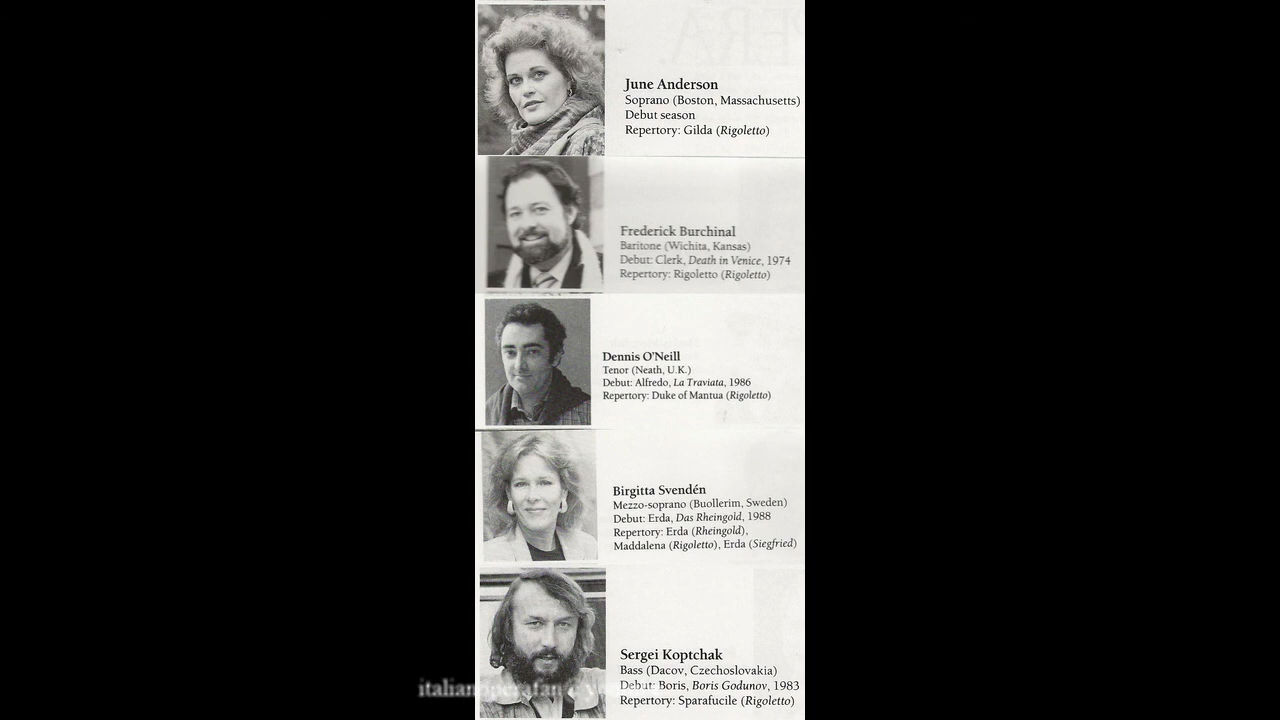 June Anderson
Soprano (Boston, Massachusetts)
Debut season
Repertory: Gilda (Rigoletto)
Frederick Burchinal
Baritone (Wichita, Kansas)
Debut: Clerk, Death in Venice, 1974
Repertory: Rigoletto (Rigoletto)
Dennis O'Neill
Tenor (Neath, U.K.)
Debut: Alfredo, La Traviata, 1986
Repertory: Duke of Mantua (Rigoletto)
Birgitta Svendén
Mezzo-soprano (Buollerim, Sweden)
Debut: Erda, Das Rheingold, 1988
Repertory: Erda (Rheingold),
Maddalena (Rigoletto), Erda (Siegfried)
Sergei Koptchak
Bass (Dacov, Czechoslovakia)
Debut: Boris, Boris Godunov, 1983
Repertory: Sparafucile (Rigoletto)